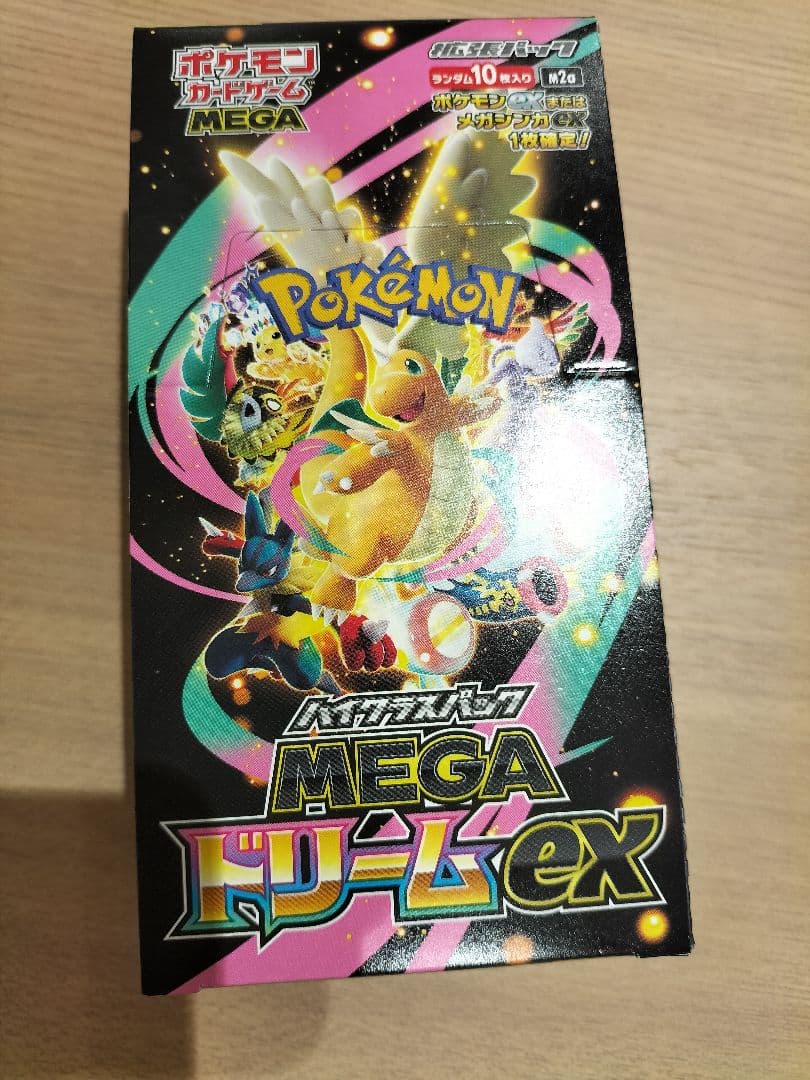 ポケモン
カードゲーム
MEGA
拡張パック
ランダム10枚入り M2a
ポケモンexまたは
メガシンカex
1枚確定!
POKéMON
ハイクラスパック
MEGA
ドリームex